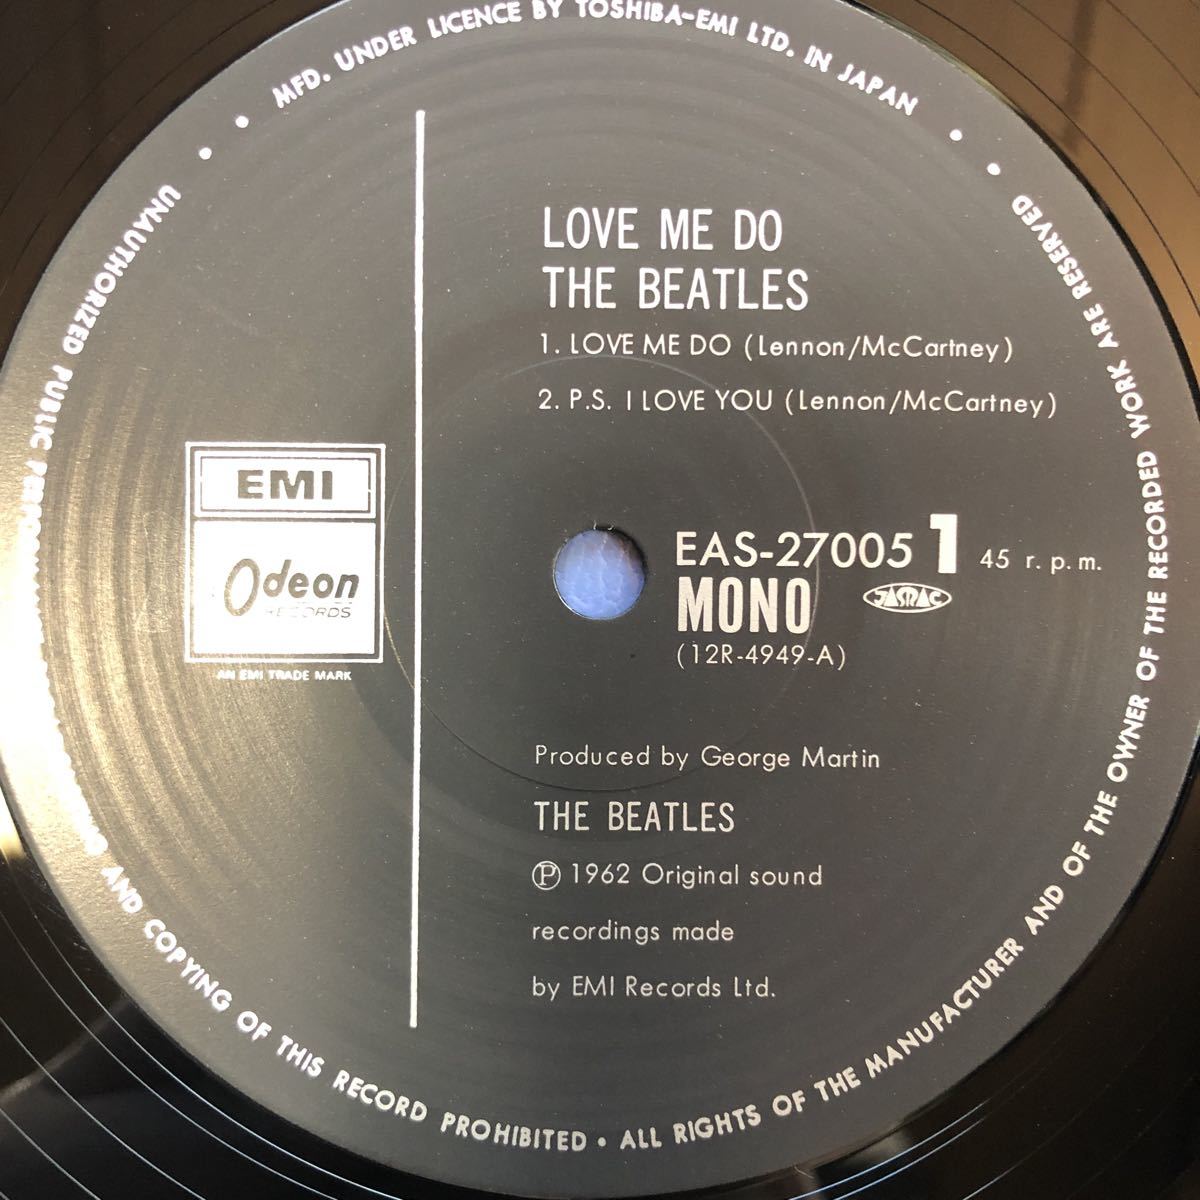 MFD. UNDER LICENCE BY TOSHIBA-EMI LTD. IN JAPAN
LOVE ME DO
THE BEATLES
1. LOVE ME DO (Lennon/McCartney)
2. P.S. I LOVE YOU (Lennon/McCartney)
EMI
Odeon
RECORDS
AN EMI TRADE MARK
EAS-27005 1 45 r.p.m.
MONO JASRAC
(12R-4949-A)
Produced by George Martin
THE BEATLES
Ⓟ 1962 Original sound
recordings made
by EMI Records Ltd.
UNAUTHORIZED PUBLIC AND COPYING OF THIS RECORD PROHIBITED • ALL RIGHTS OF THE MANUFACTURER AND OF THE OWNER OF THE RECORDED WORK ARE RESERVED